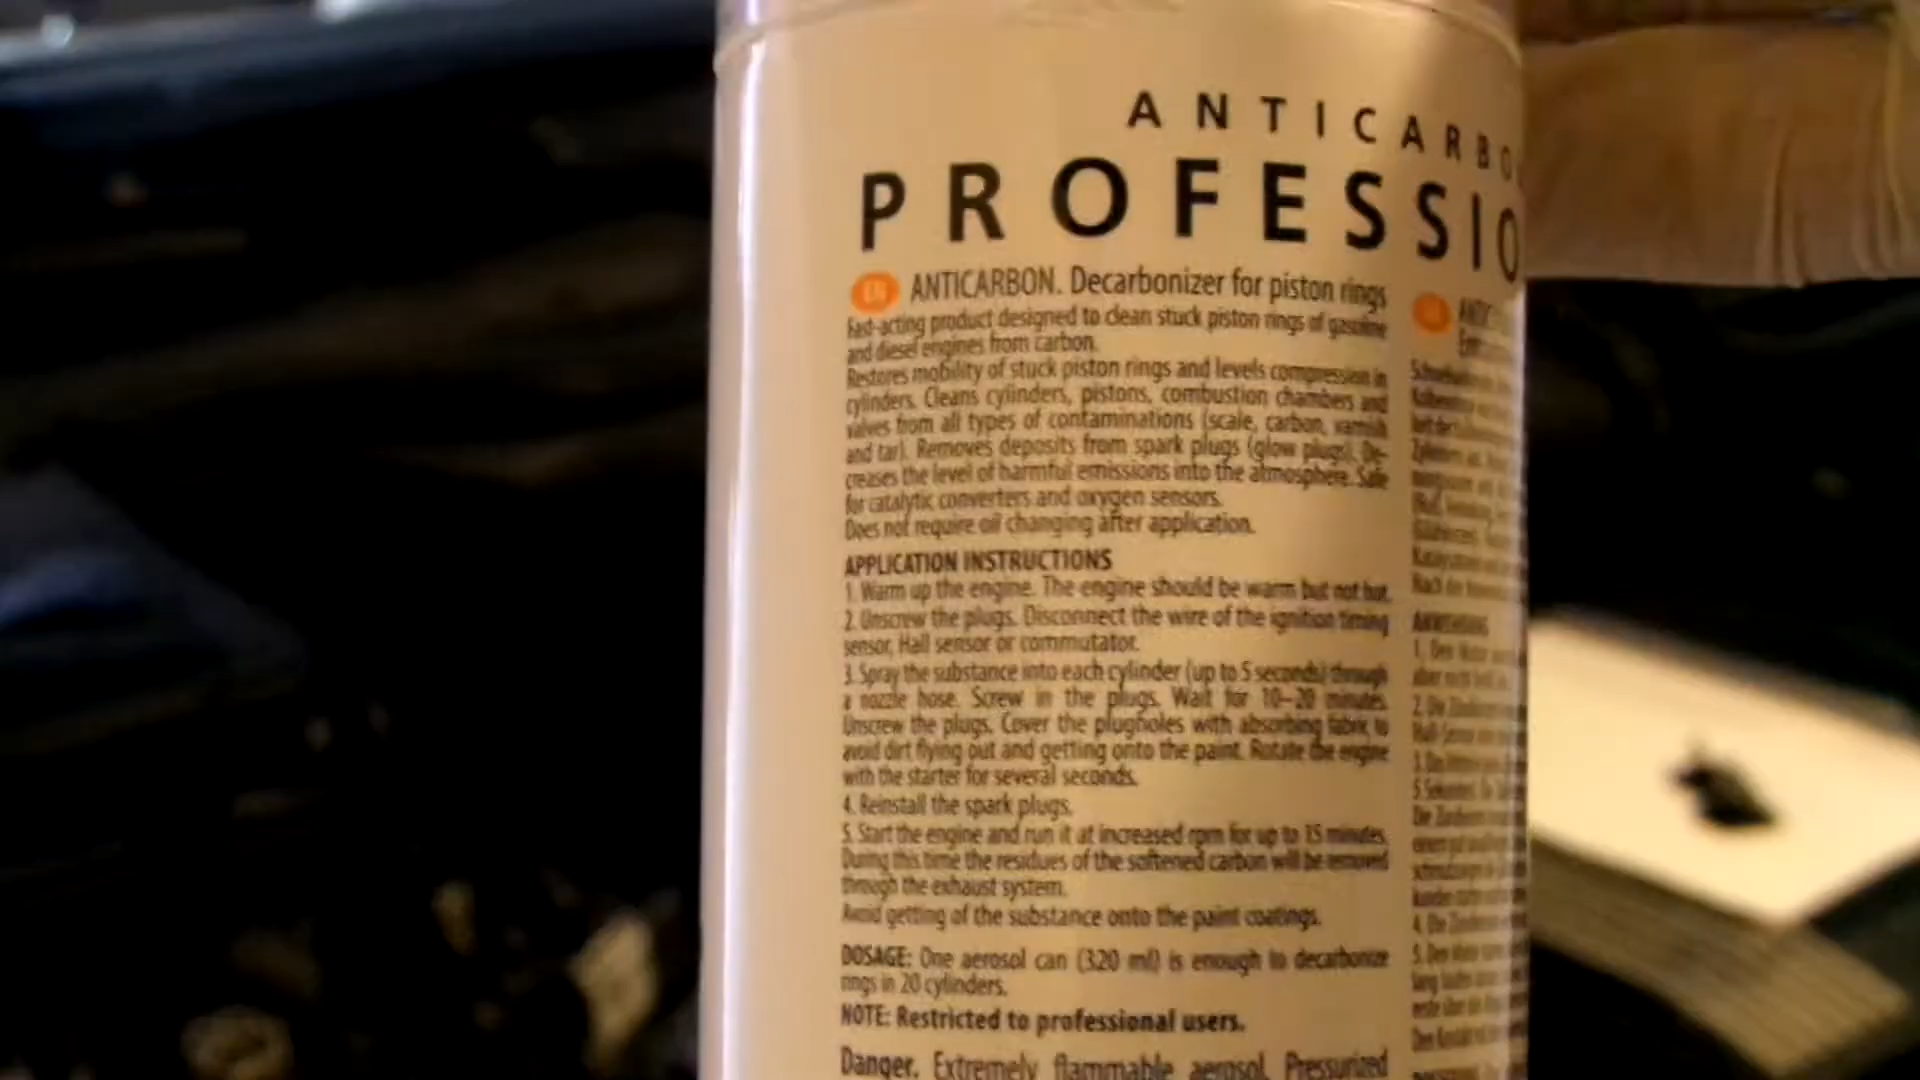 ANTICARBO
PROFESSIO
EN ANTICARBON. Decarbonizer for piston rings
Fast-acting product designed to clean stuck piston rings of gasoline
and diesel engines from carbon.
Restores mobility of stuck piston rings and levels compression in
cylinders. Cleans cylinders, pistons, combustion chambers and
valves from all types of contaminations (scale, carbon, varnish
and tar). Removes deposits from spark plugs (glow plugs). De-
creases the level of harmful emissions into the atmosphere. Safe
for catalytic converters and oxygen sensors.
Does not require oil changing after application.
APPLICATION INSTRUCTIONS
1. Warm up the engine. The engine should be warm but not hot.
2. Unscrew the plugs. Disconnect the wire of the ignition timing
sensor, Hall sensor or commutator.
3. Spray the substance into each cylinder (up to 5 seconds) through
a nozzle hose. Screw in the plugs. Wait for 10–20 minutes.
Unscrew the plugs. Cover the plugholes with absorbing fabric to
avoid dirt flying out and getting onto the paint. Rotate the engine
with the starter for several seconds.
4. Reinstall the spark plugs.
5. Start the engine and run it at increased rpm for up to 15 minutes.
During this time the residues of the softened carbon will be removed
through the exhaust system.
Avoid getting of the substance onto the paint coatings.
DOSAGE: One aerosol can (320 ml) is enough to decarbonize
rings in 20 cylinders.
NOTE: Restricted to professional users.
Danger. Extremely flammable aerosol. Pressurized
1. Den Motor
2. Die
4. Die
5. Den Motor